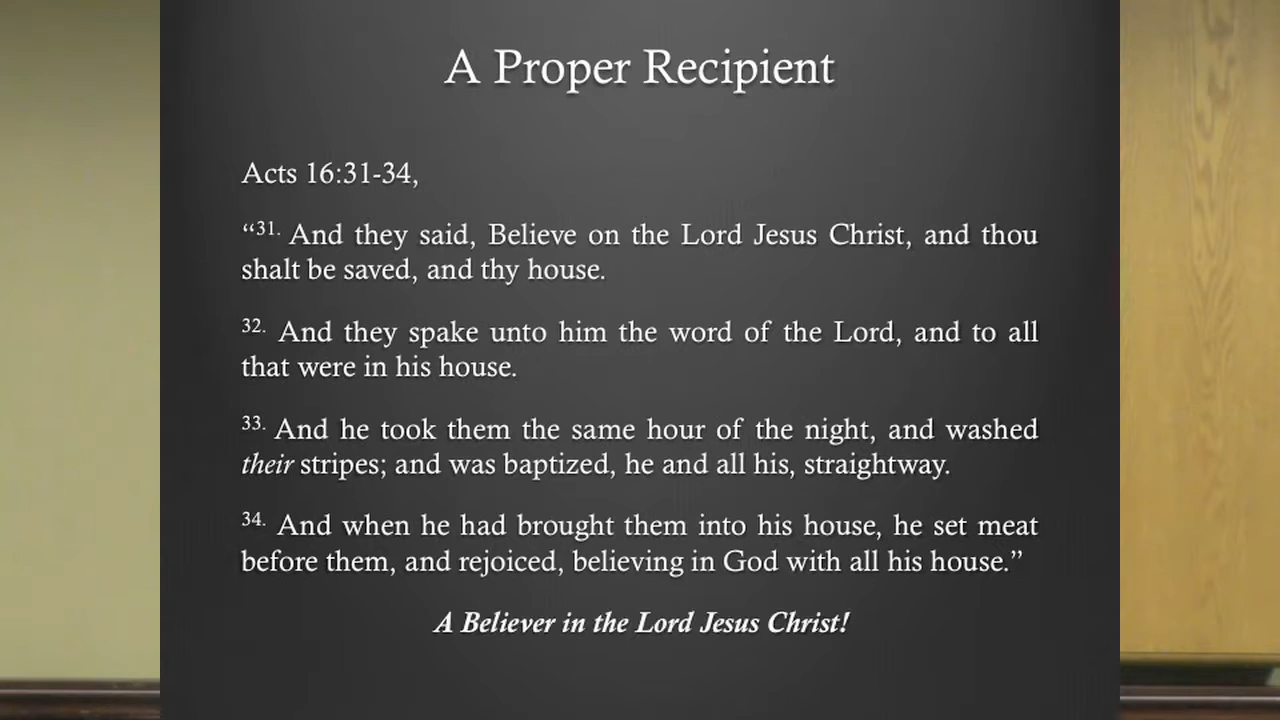 A Proper Recipient
Acts 16:31-34,
“31. And they said, Believe on the Lord Jesus Christ, and thou
shalt be saved, and thy house.
32. And they spake unto him the word of the Lord, and to all
that were in his house.
33. And he took them the same hour of the night, and washed
their stripes; and was baptized, he and all his, straightway.
34. And when he had brought them into his house, he set meat
before them, and rejoiced, believing in God with all his house.”
A Believer in the Lord Jesus Christ!